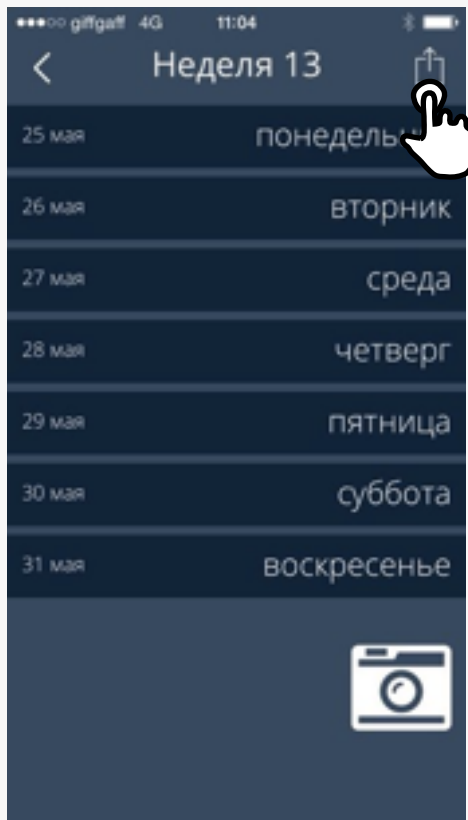 giffgaff 4G 11:04
Неделя 13
25 мая
26 мая вторник
27 мая среда
28 мая четверг
29 мая пятница
30 мая суббота
31 мая воскресенье